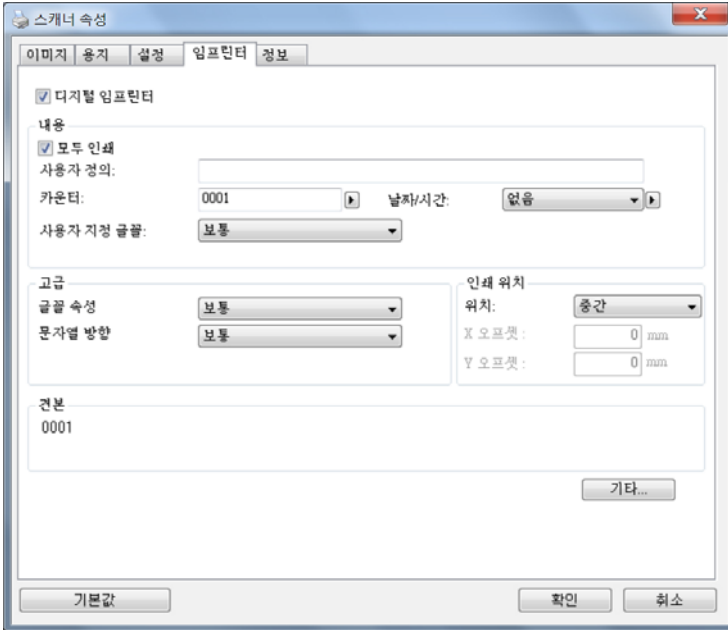 스캐너 속성
이미지 용지 설정 임프린터 정보
디지털 임프린터
내용
모두 인쇄
사용자 정의:
카운터: 0001 날짜/시간: 없음
사용자 지정 글꼴: 보통
고급
글꼴 속성 보통
문자열 방향 보통
인쇄 위치
위치: 중간
X 오프셋 : 0 mm
Y 오프셋 : 0 mm
견본
0001
기타...
기본값 확인 취소